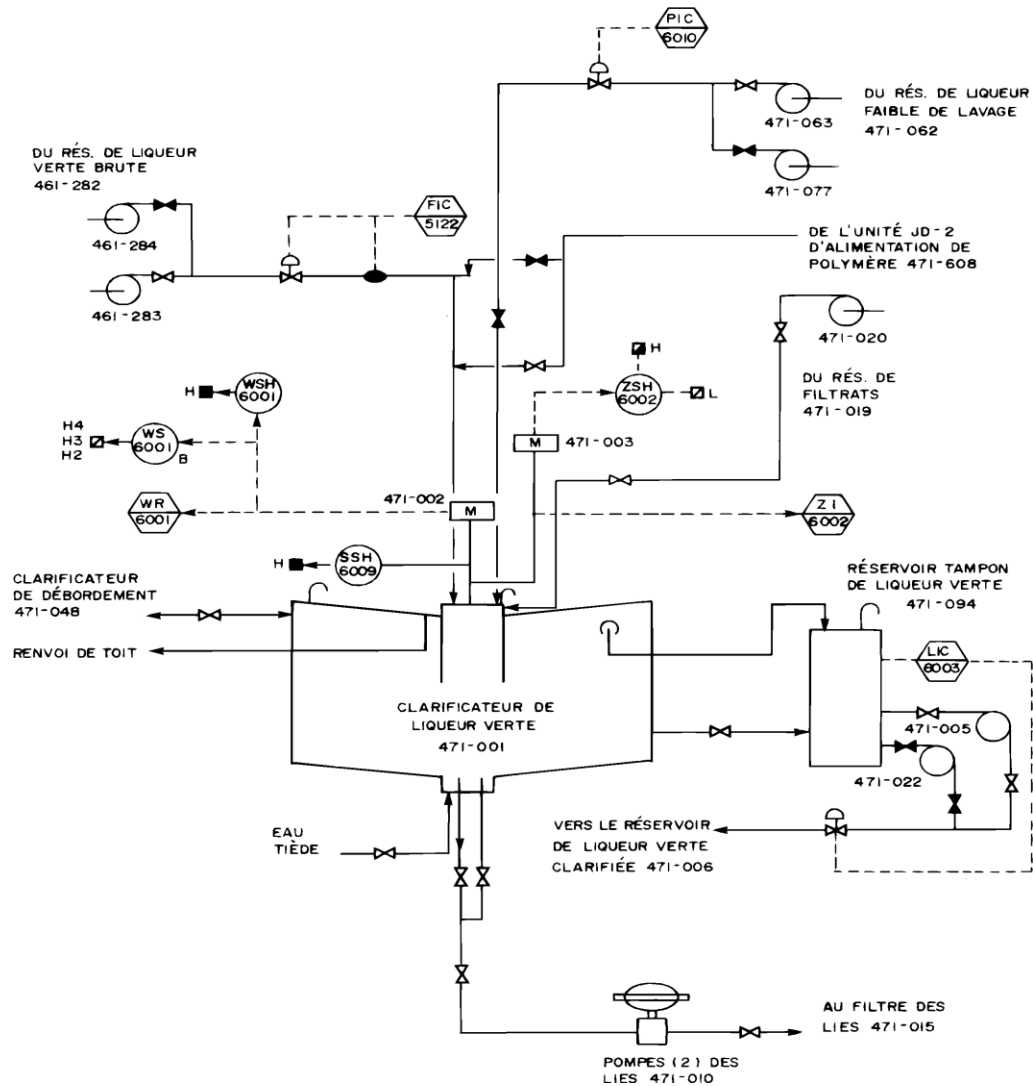 PIC
6010
DU RÉS. DE LIQUEUR
FAIBLE DE LAVAGE
471-062
471-063
471-077
DU RÉS. DE LIQUEUR
VERTE BRUTE
461-282
461-284
461-283
FIC
5122
DE L'UNITÉ JD-2
D'ALIMENTATION DE
POLYMÈRE 471-608
471-020
DU RÉS. DE
FILTRATS
471-019
H
WSH
6001
H
ZSH
6002
L
H4
H3
H2
WS
6001
B
M
471-003
WR
6001
471-002
M
ZI
6002
H
SSH
6009
CLARIFICATEUR
DE DÉBORDEMENT
471-048
RENVOI DE TOIT
RÉSERVOIR TAMPON
DE LIQUEUR VERTE
471-094
LIC
6003
CLARIFICATEUR DE
LIQUEUR VERTE
471-001
471-005
471-022
EAU
TIÈDE
VERS LE RÉSERVOIR
DE LIQUEUR VERTE
CLARIFIÉE 471-006
AU FILTRE DES
LIES 471-015
POMPES (2) DES
LIES 471-010